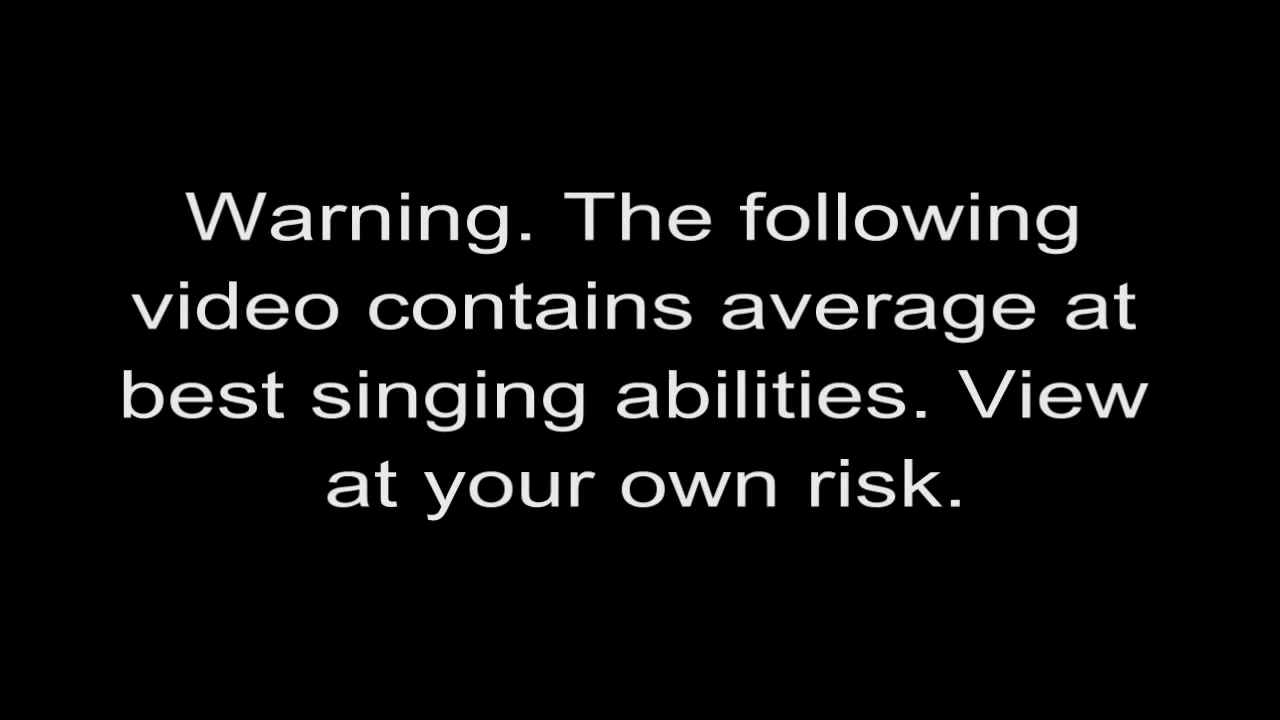 Warning. The following
video contains average at
best singing abilities. View
at your own risk.